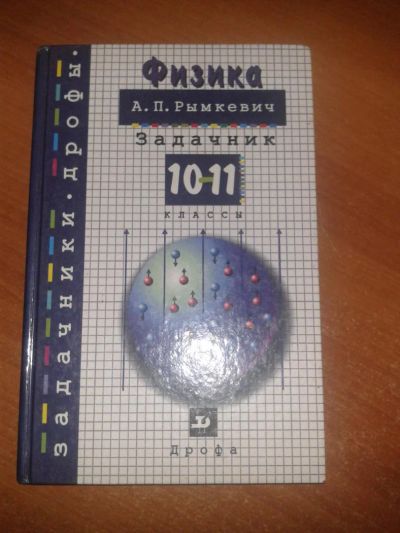 Физика
А.П.Рымкевич
Задачник
10-11
классы
Дрофа
задачники · дрофы ·